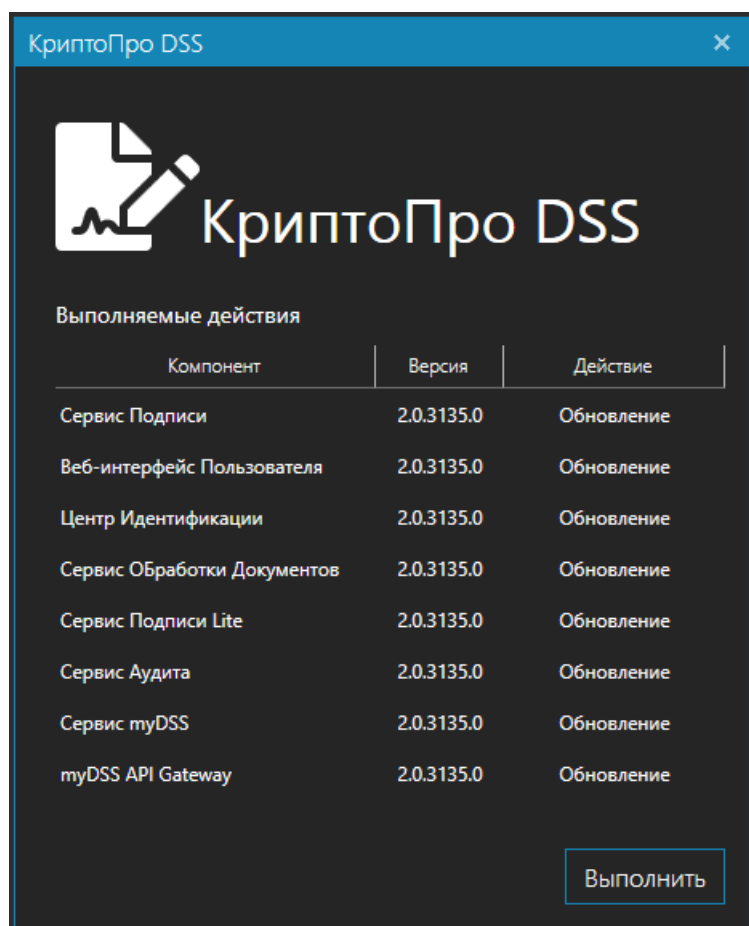 КриптоПро DSS
КриптоПро DSS
Выполняемые действия
Компонент Версия Действие
Сервис Подписи 2.0.3135.0 Обновление
Веб-интерфейс Пользователя 2.0.3135.0 Обновление
Центр Идентификации 2.0.3135.0 Обновление
Сервис ОБработки Документов 2.0.3135.0 Обновление
Сервис Подписи Lite 2.0.3135.0 Обновление
Сервис Аудита 2.0.3135.0 Обновление
Сервис myDSS 2.0.3135.0 Обновление
myDSS API Gateway 2.0.3135.0 Обновление
Выполнить